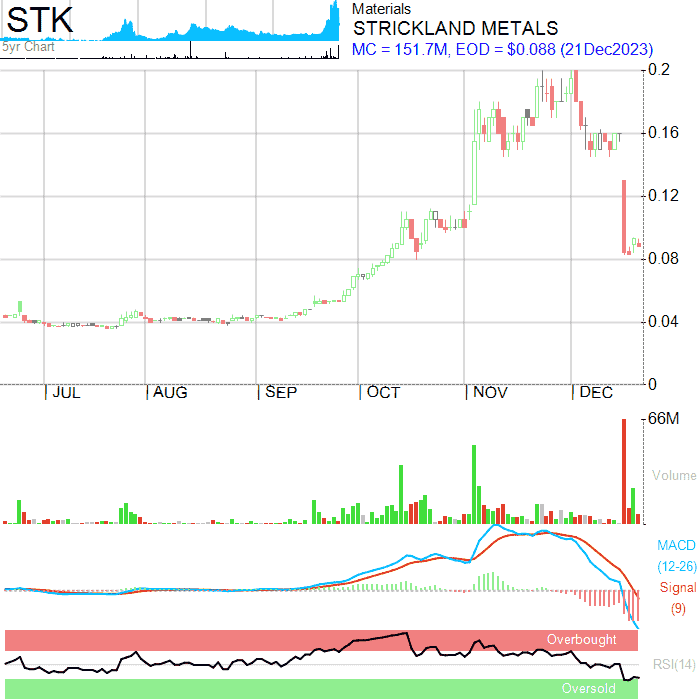 STK
Materials
STRICKLAND METALS
5yr Chart
MC = 151.7M, EOD = $0.088 (21Dec2023)
0.2
0.16
0.12
0.08
0.04
0
JUL AUG SEP OCT NOV DEC
66M
Volume
MACD
(12-26)
Signal
(9)
Overbought
RSI(14)
Oversold